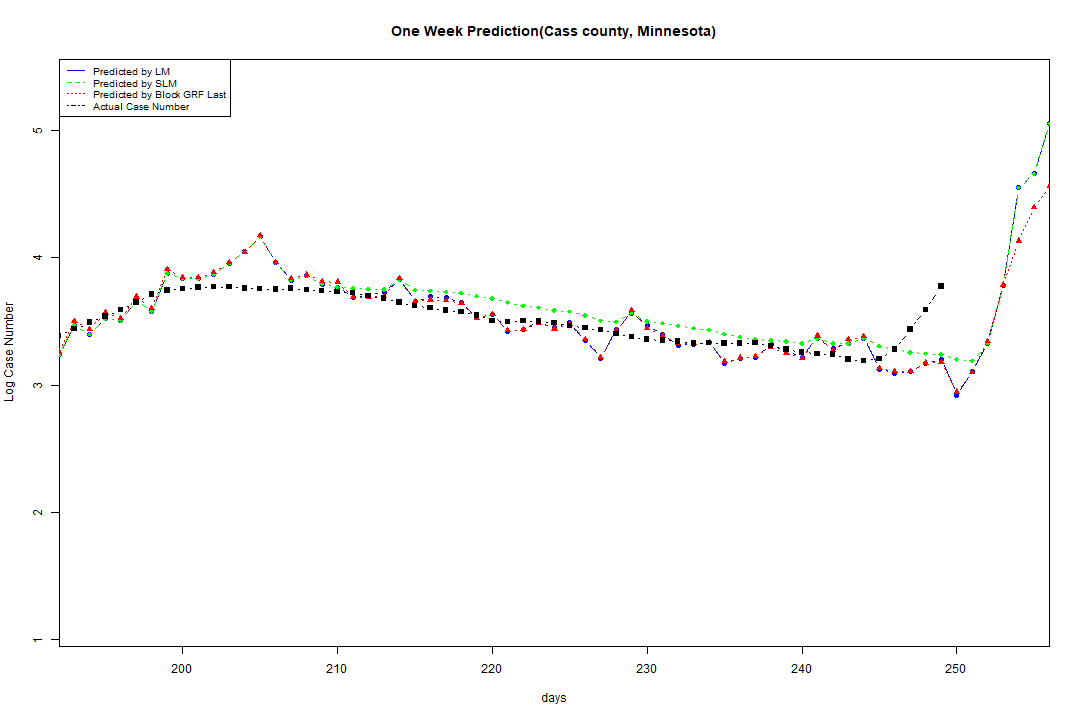 One Week Prediction(Cass county, Minnesota)
Predicted by LM
Predicted by SLM
Predicted by Block GRF Last
Actual Case Number
5
4
3
2
1
Log Case Number
200 210 220 230 240 250
days